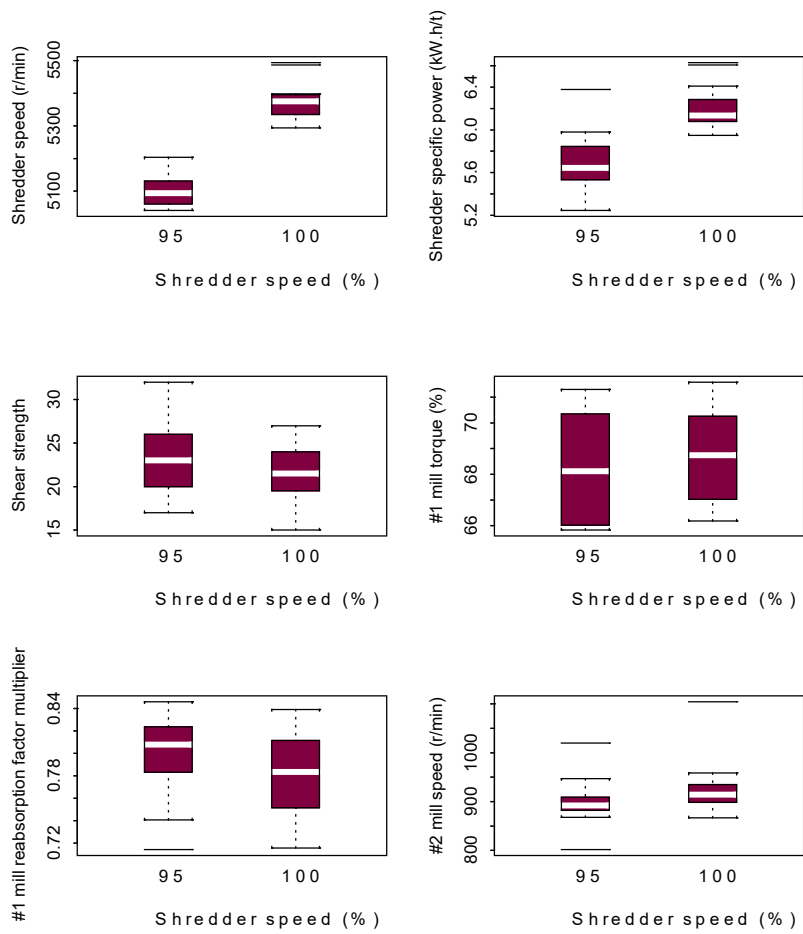 Shredder speed (r/min)
5500
5300
5100
95 100
Shredder speed (%)
Shredder specific power (kW.h/t)
6.4
6.0
5.6
5.2
95 100
Shredder speed (%)
Shear strength
30
25
20
15
95 100
Shredder speed (%)
#1 mill torque (%)
70
68
66
95 100
Shredder speed (%)
#1 mill reabsorption factor multiplier
0.84
0.78
0.72
95 100
Shredder speed (%)
#2 mill speed (r/min)
1000
900
800
95 100
Shredder speed (%)